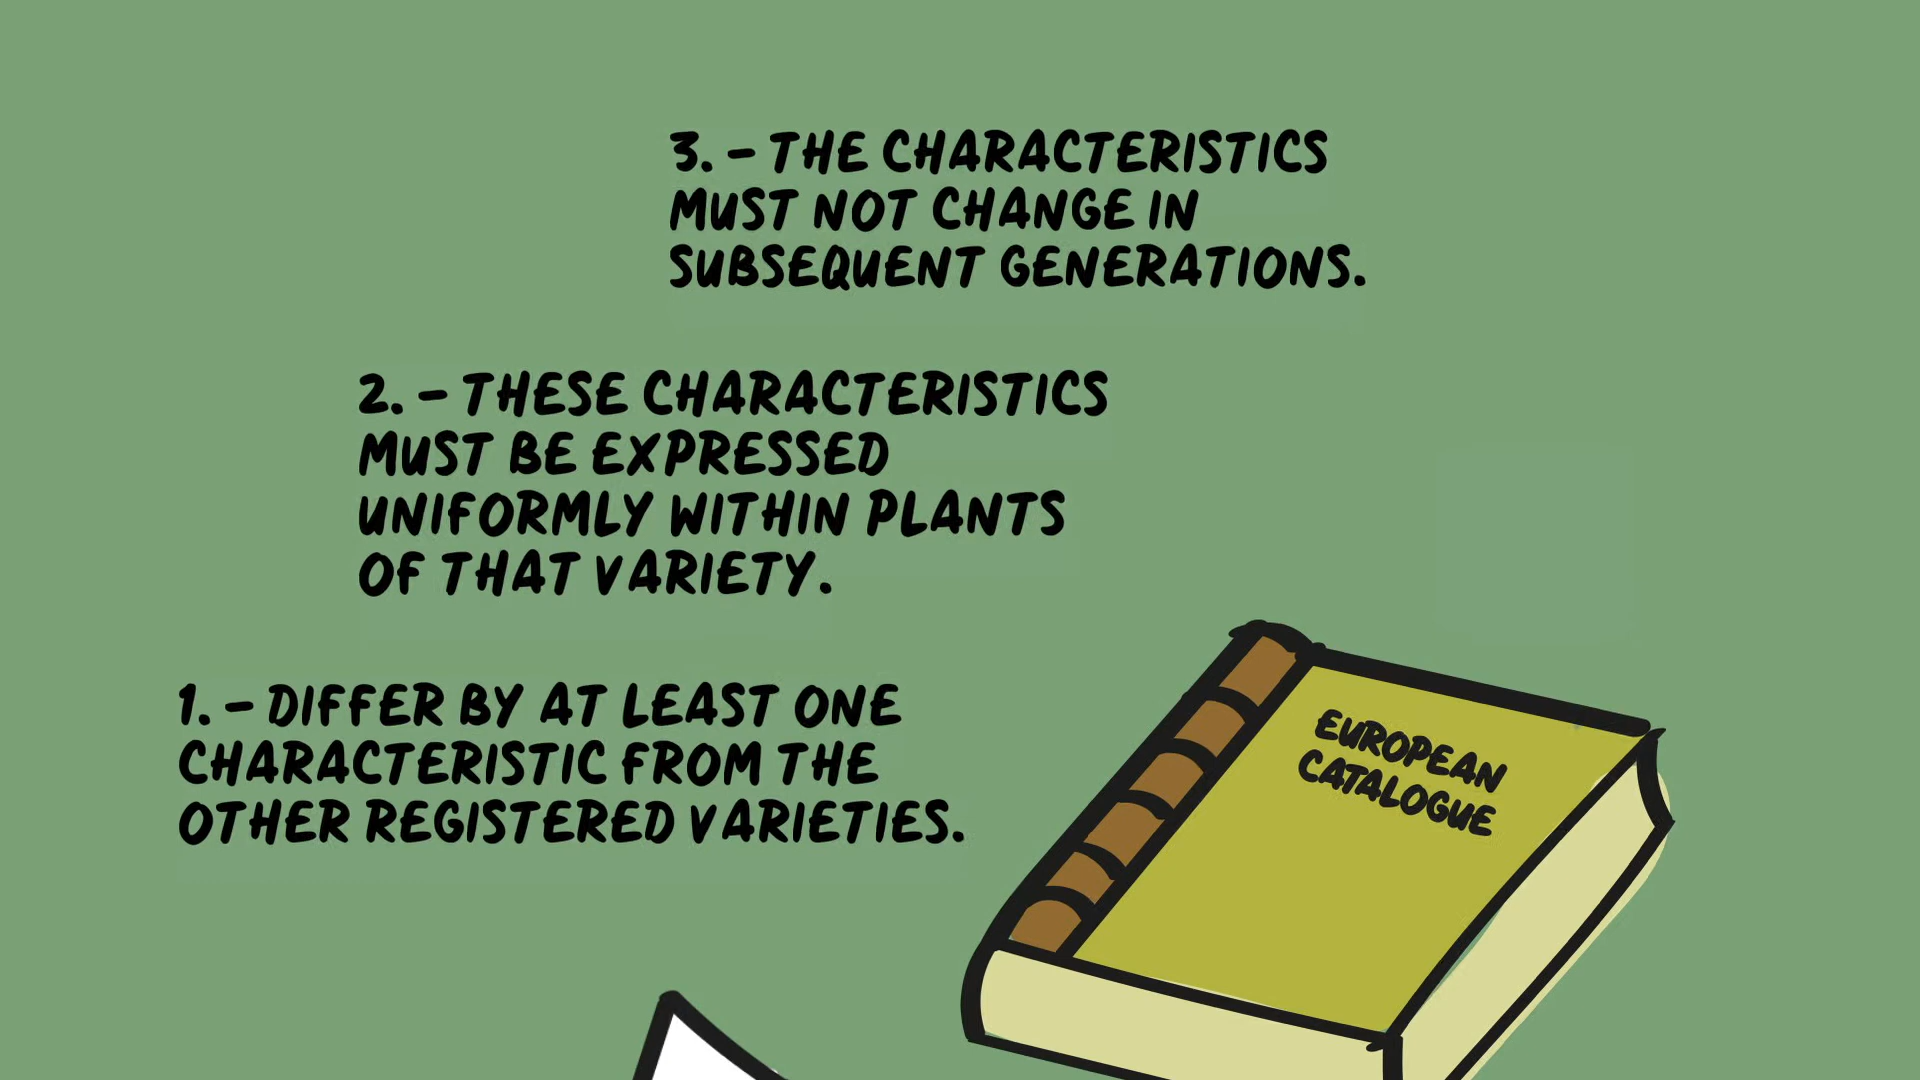 3. – THE CHARACTERISTICS
MUST NOT CHANGE IN
SUBSEQUENT GENERATIONS.
2. – THESE CHARACTERISTICS
MUST BE EXPRESSED
UNIFORMLY WITHIN PLANTS
OF THAT VARIETY.
1. – DIFFER BY AT LEAST ONE
CHARACTERISTIC FROM THE
OTHER REGISTERED VARIETIES.
EUROPEAN
CATALOGUE